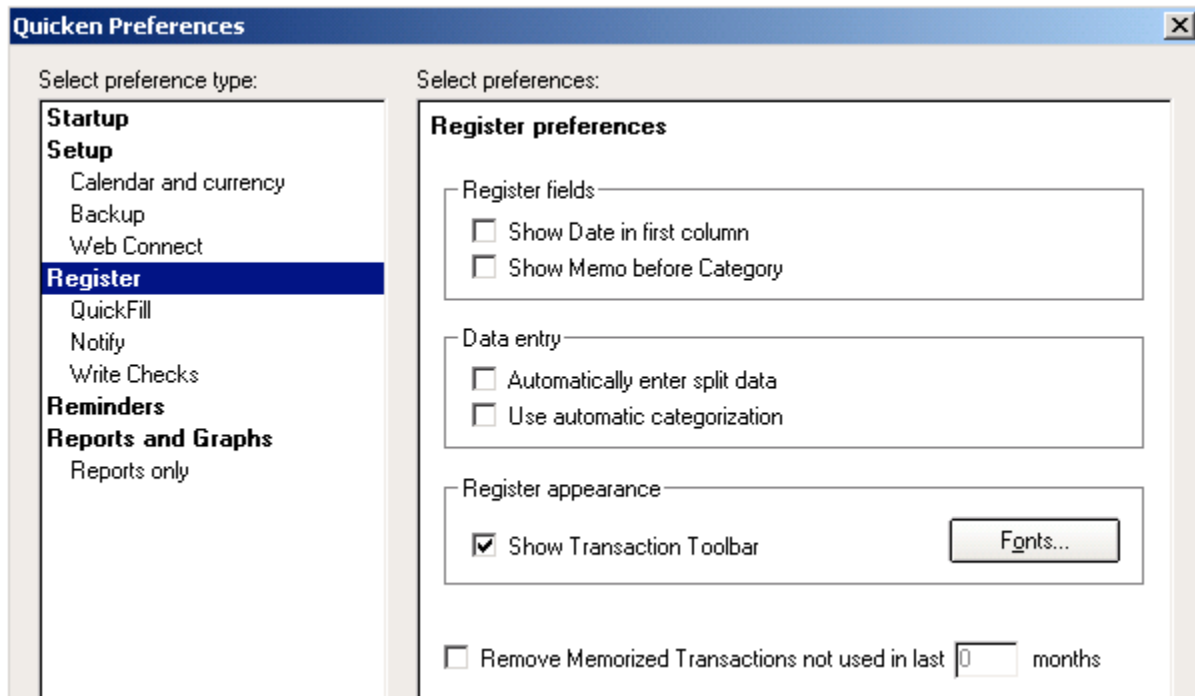 Quicken Preferences
Select preference type:
Startup
Setup
Calendar and currency
Backup
Web Connect
Register
QuickFill
Notify
Write Checks
Reminders
Reports and Graphs
Reports only
Select preferences:
Register preferences
Register fields
Show Date in first column
Show Memo before Category
Data entry
Automatically enter split data
Use automatic categorization
Register appearance
Show Transaction Toolbar
Fonts...
Remove Memorized Transactions not used in last 0 months